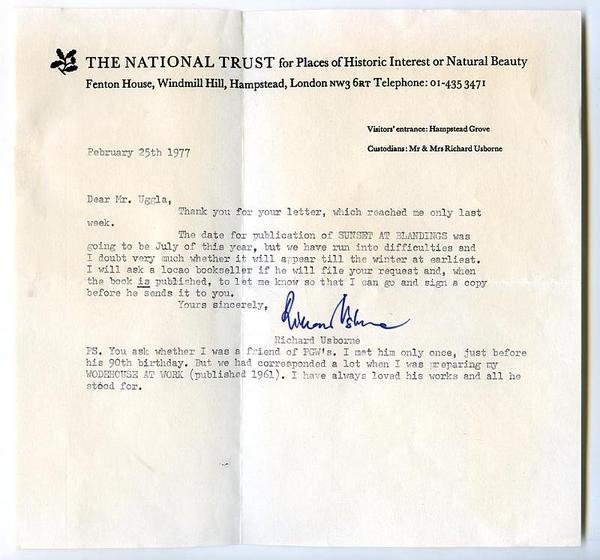 THE NATIONAL TRUST for Places of Historic Interest or Natural Beauty
Fenton House, Windmill Hill, Hampstead, London NW3 6RT Telephone: 01-435 3471
Visitors' entrance: Hampstead Grove
Custodians: Mr & Mrs Richard Usborne
February 25th 1977
Dear Mr. Uggla,
Thank you for your letter, which reached me only last
week.
The date for publication of SUNSET AT BLANDINGS was
going to be July of this year, but we have run into difficulties and
I doubt very much whether it will appear till the winter at earliest.
I will ask a locao bookseller if he will file your request and, when
the book is published, to let me know so that I can go and sign a copy
before he sends it to you.
Yours sincerely,
Richard Usborne
Richard Usborne
PS. You ask whether I was a friend of PGW's. I met him only once, just before
his 90th birthday. But we had corresponded a lot when I was preparing my
WODEHOUSE AT WORK (published 1961). I have always loved his works and all he
stood for.